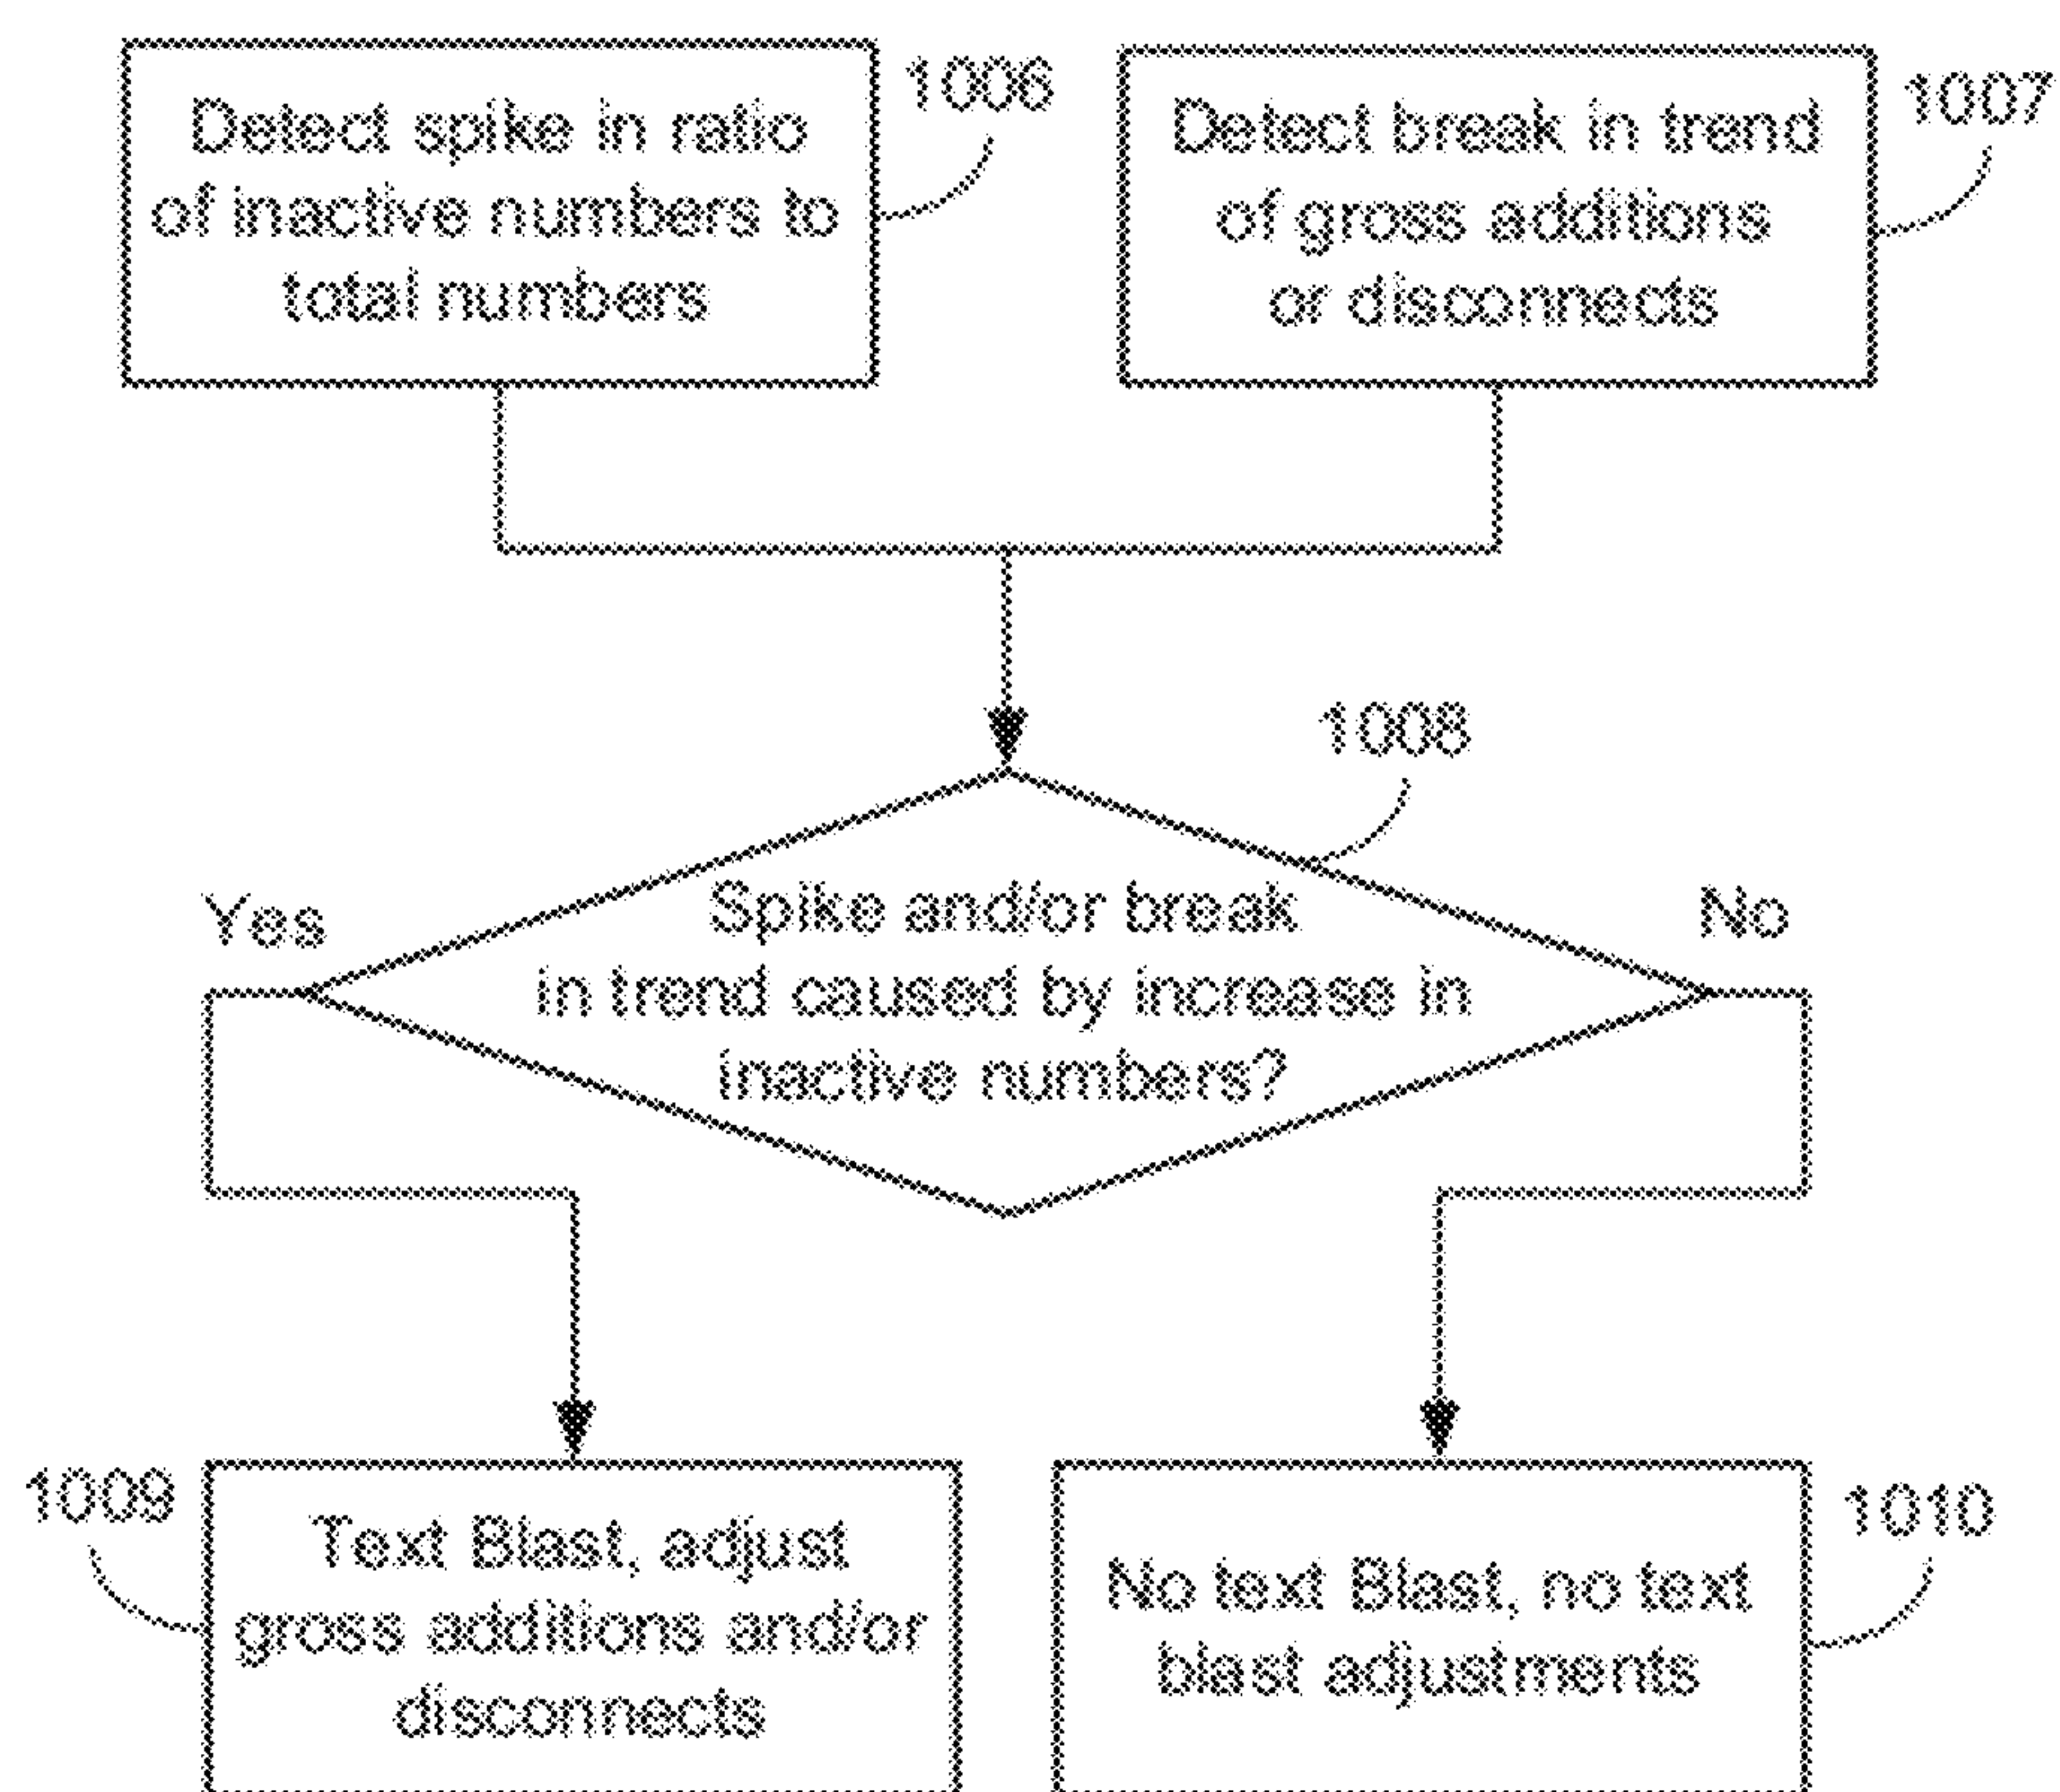 Detect spike in ratio
of inactive numbers to
total numbers
1006
Detect break in trend
of gross additions
or disconnects
1007
1008
Yes
Spike and/or break
in trend caused by increase in
inactive numbers?
No
1009
Text Blast, adjust
gross additions and/or
disconnects
No text Blast, no text
blast adjustments
1010